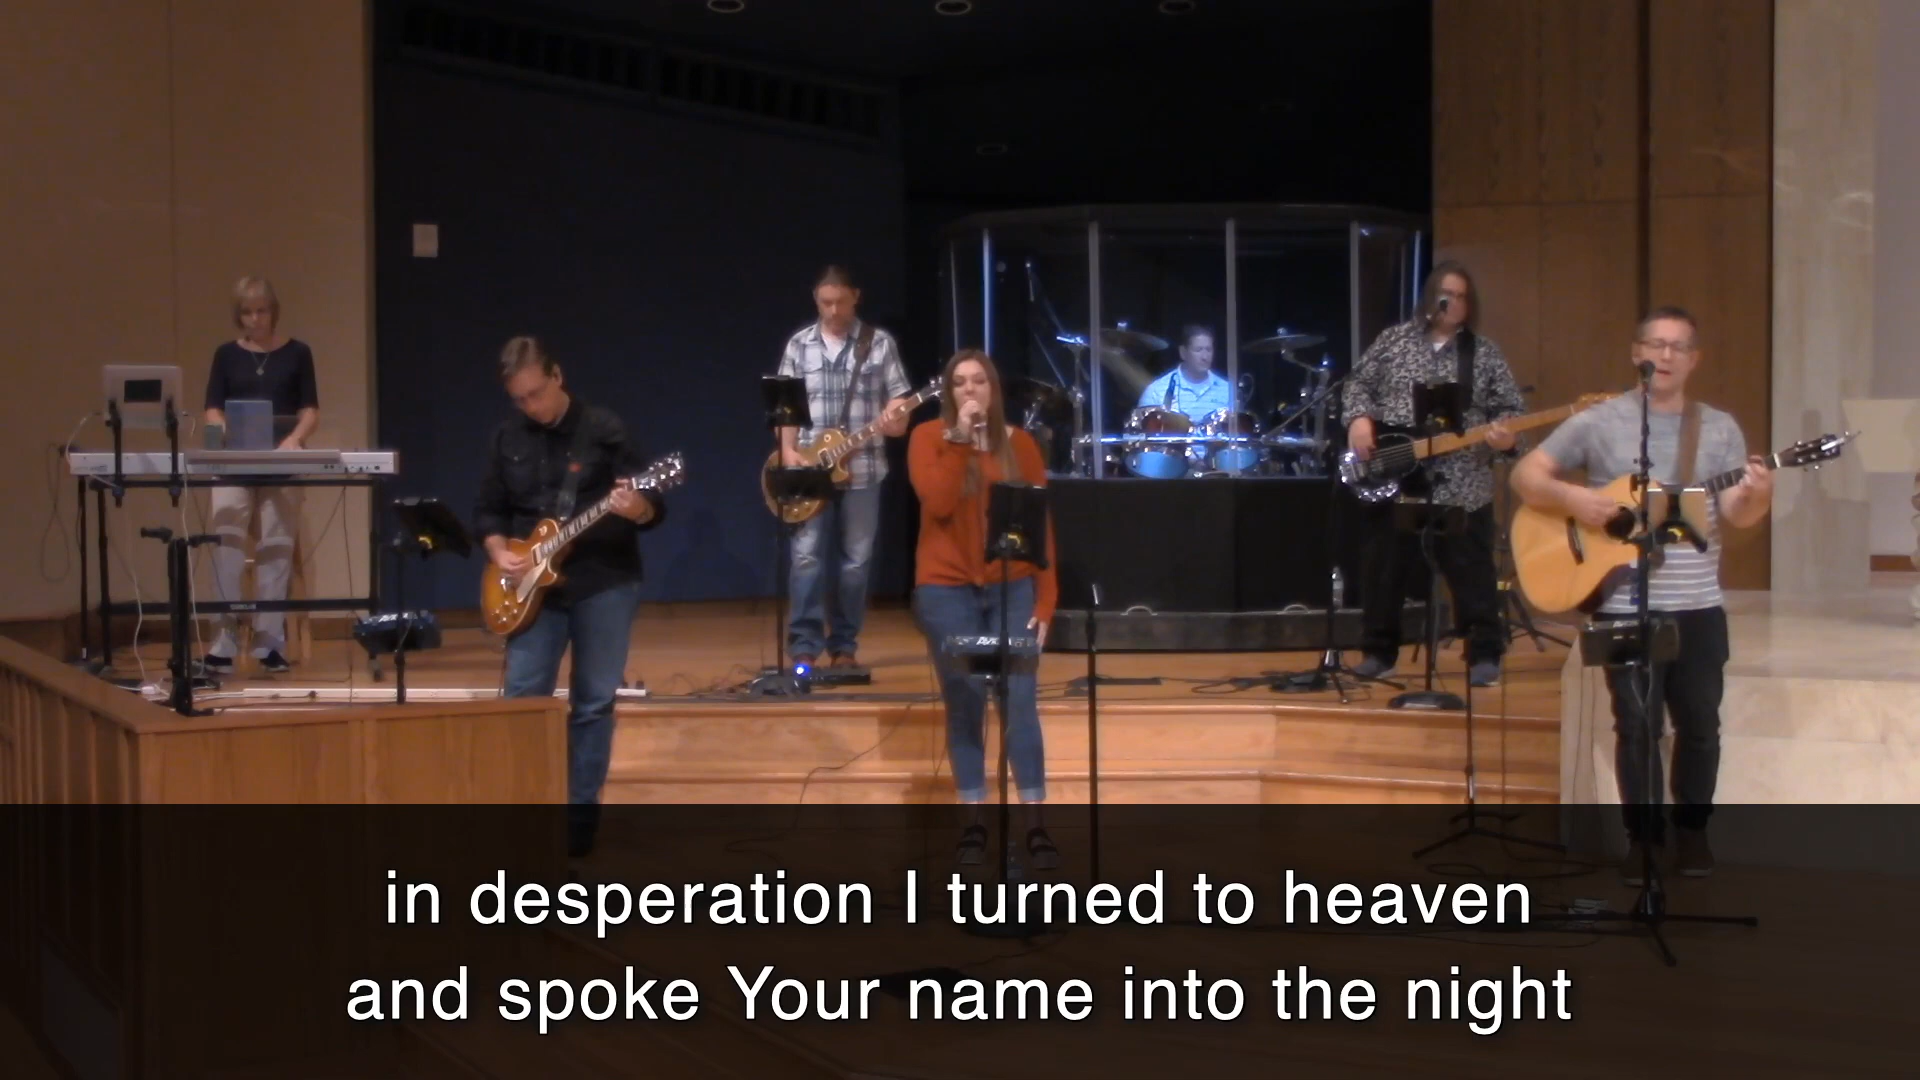 in desperation I turned to heaven
and spoke Your name into the night